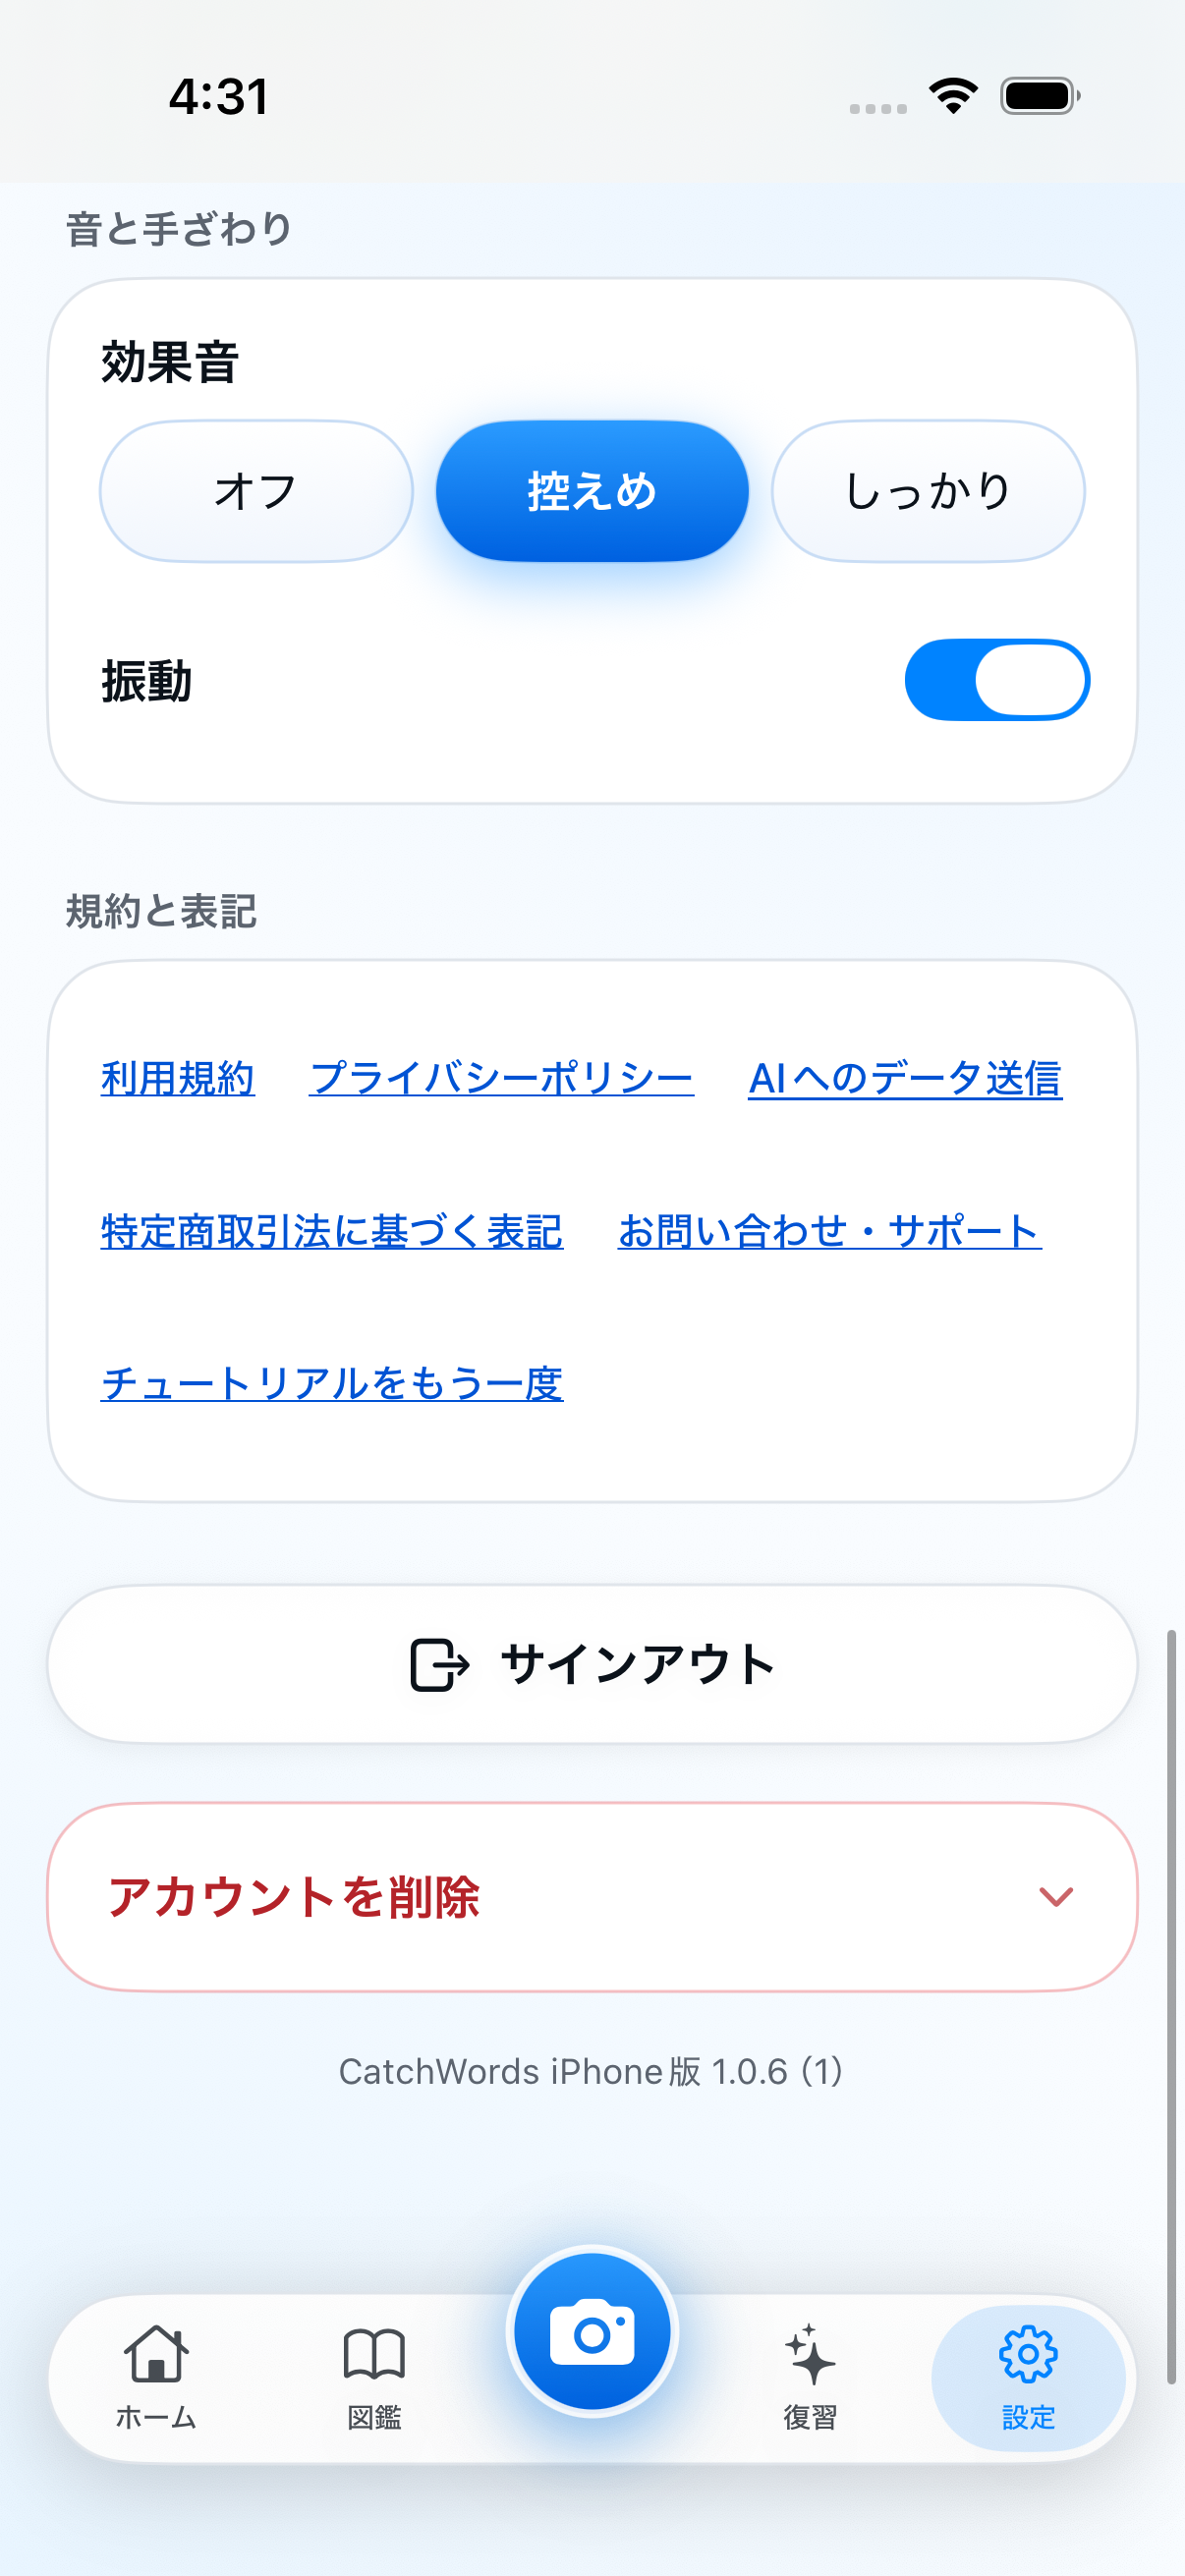 4:31
音と手ざわり
効果音
オフ 控えめ しっかり
振動
規約と表記
利用規約 プライバシーポリシー AIへのデータ送信
特定商取引法に基づく表記 お問い合わせ・サポート
チュートリアルをもう一度
サインアウト
アカウントを削除
CatchWords iPhone版 1.0.6 (1)
ホーム 図鑑 復習 設定